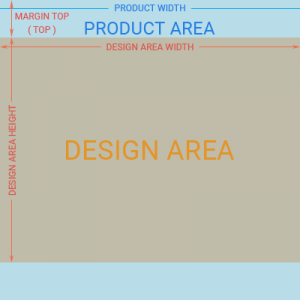 PRODUCT WIDTH
MARGIN TOP
( TOP )
PRODUCT AREA
DESIGN AREA WIDTH
DESIGN AREA HEIGHT
DESIGN AREA